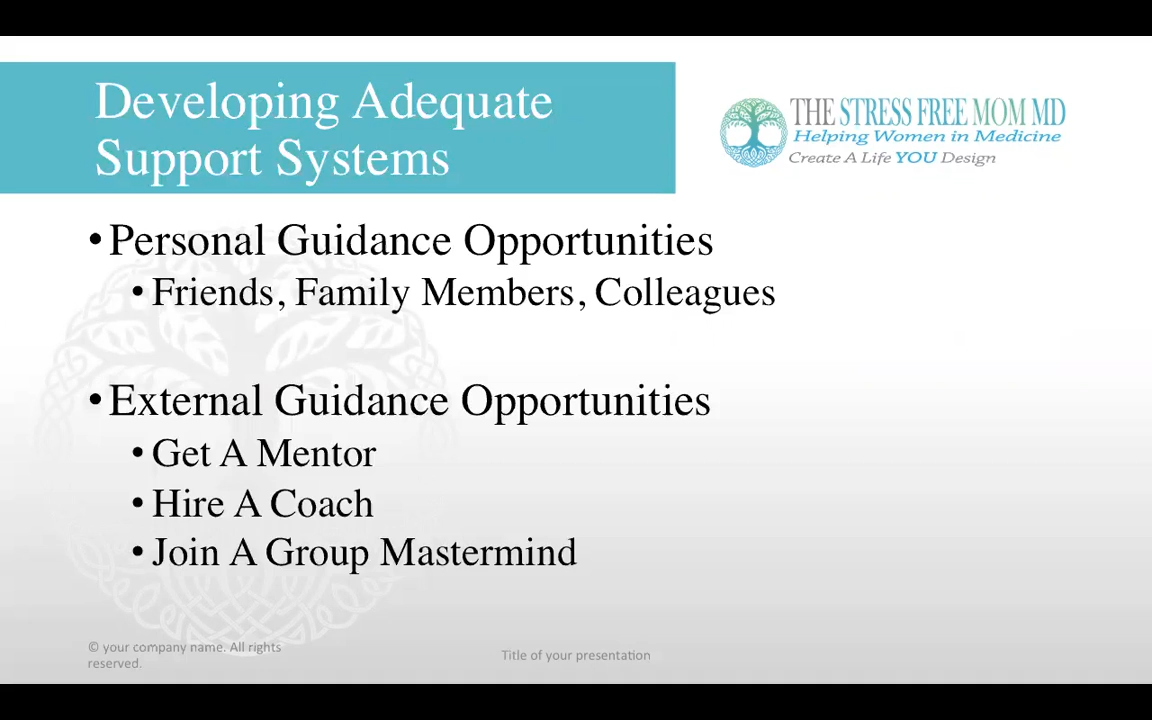 Developing Adequate
Support Systems
THE STRESS FREE MOM MD
Helping Women in Medicine
Create A Life YOU Design
•Personal Guidance Opportunities
•Friends, Family Members, Colleagues
•External Guidance Opportunities
•Get A Mentor
•Hire A Coach
•Join A Group Mastermind
© your company name. All rights
reserved.
Title of your presentation